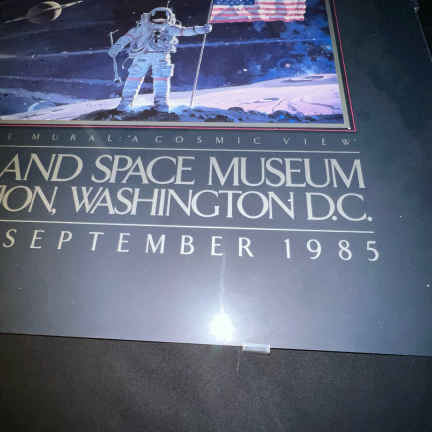 E MURAL "A COSMIC VIEW"
AND SPACE MUSEUM
ION, WASHINGTON D.C.
SEPTEMBER 1985